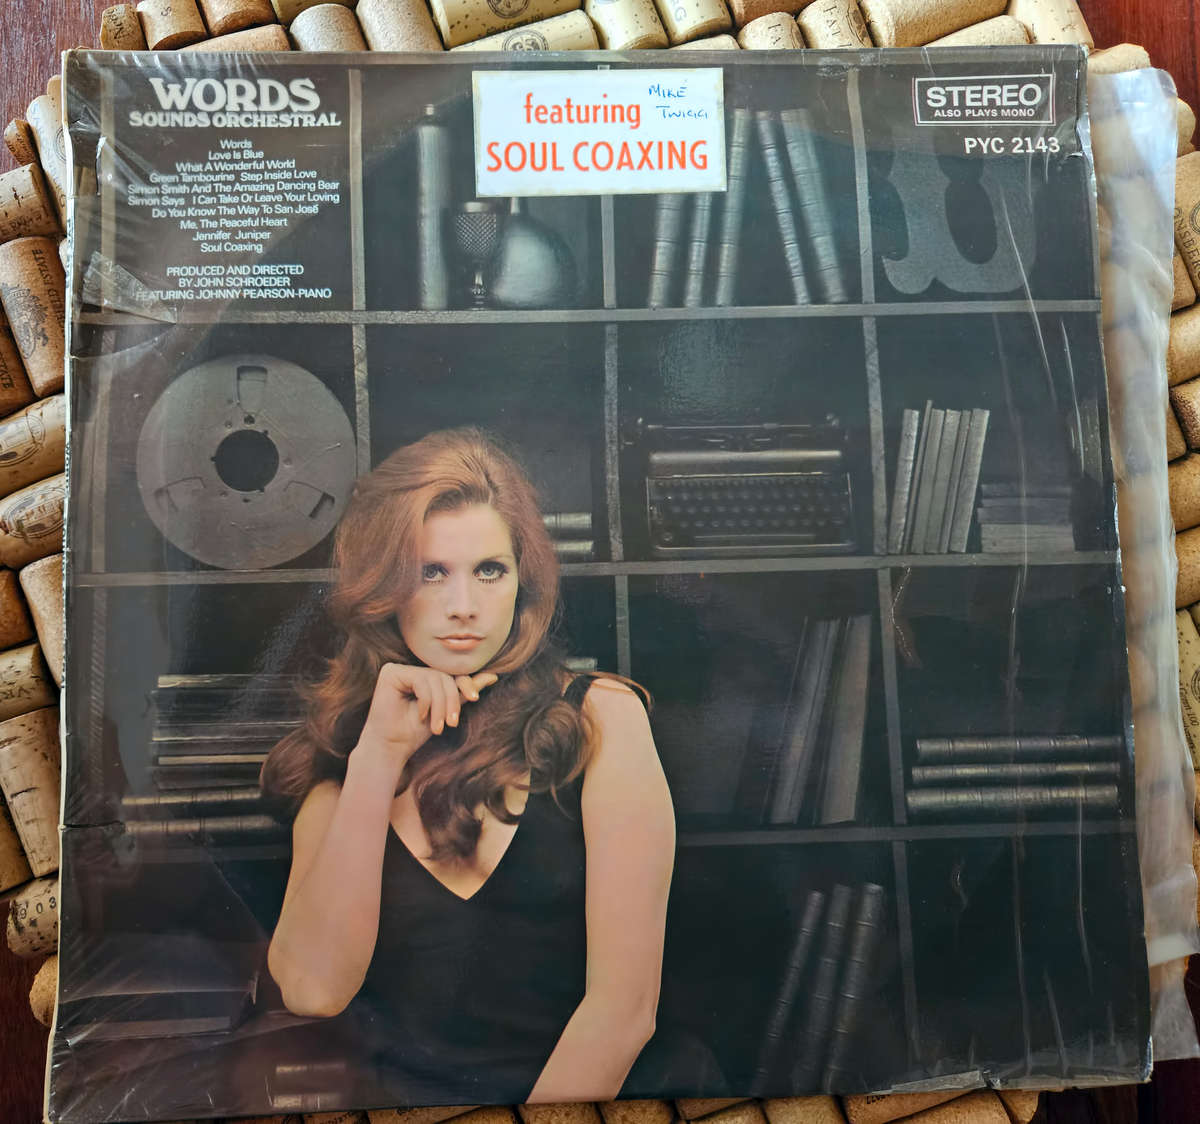 WORDS
SOUNDS ORCHESTRAL
Words
Love Is Blue
What A Wonderful World
Green Tambourine Step Inside Love
Simon Smith And The Amazing Dancing Bear
Simon Says I Can Take Or Leave Your Loving
Do You Know The Way To San José
Me, The Peaceful Heart
Jennifer Juniper
Soul Coaxing
PRODUCED AND DIRECTED
BY JOHN SCHROEDER
FEATURING JOHNNY PEARSON-PIANO
featuring
SOUL COAXING
MIKE
TWIGG
STEREO
ALSO PLAYS MONO
PYC 2143